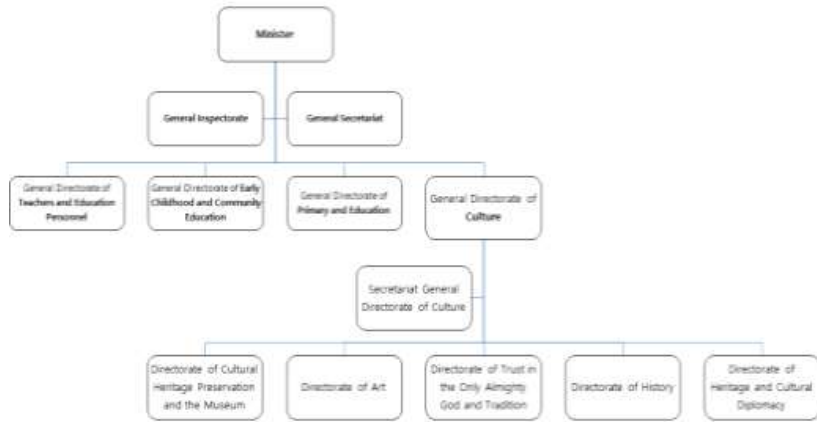 Minister
General Inspectorate
General Secretariat
General Directorate of
Teachers and Education
Personnel
General Directorate of Early
Childhood and Community
Education
General Directorate of
Primary and Education
General Directorate of
Culture
Secretariat General
Directorate of Culture
Directorate of Cultural
Heritage Preservation
and the Museum
Directorate of Art
Directorate of Trust in
the Only Almighty
God and Tradition
Directorate of History
Directorate of
Heritage and Cultural
Diplomacy